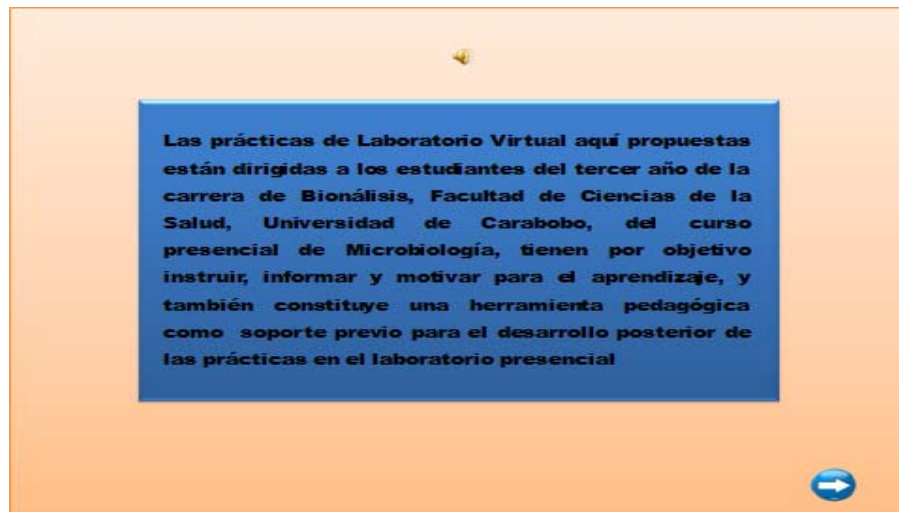 Las prácticas de Laboratorio Virtual aquí propuestas
están dirigidas a los estudiantes del tercer año de la
carrera de Bionálisis, Facultad de Ciencias de la
Salud, Universidad de Carabobo, del curso
presencial de Microbiología, tienen por objetivo
instruir, informar y motivar para el aprendizaje, y
también constituye una herramienta pedagógica
como soporte previo para el desarrollo posterior de
las prácticas en el laboratorio presencial